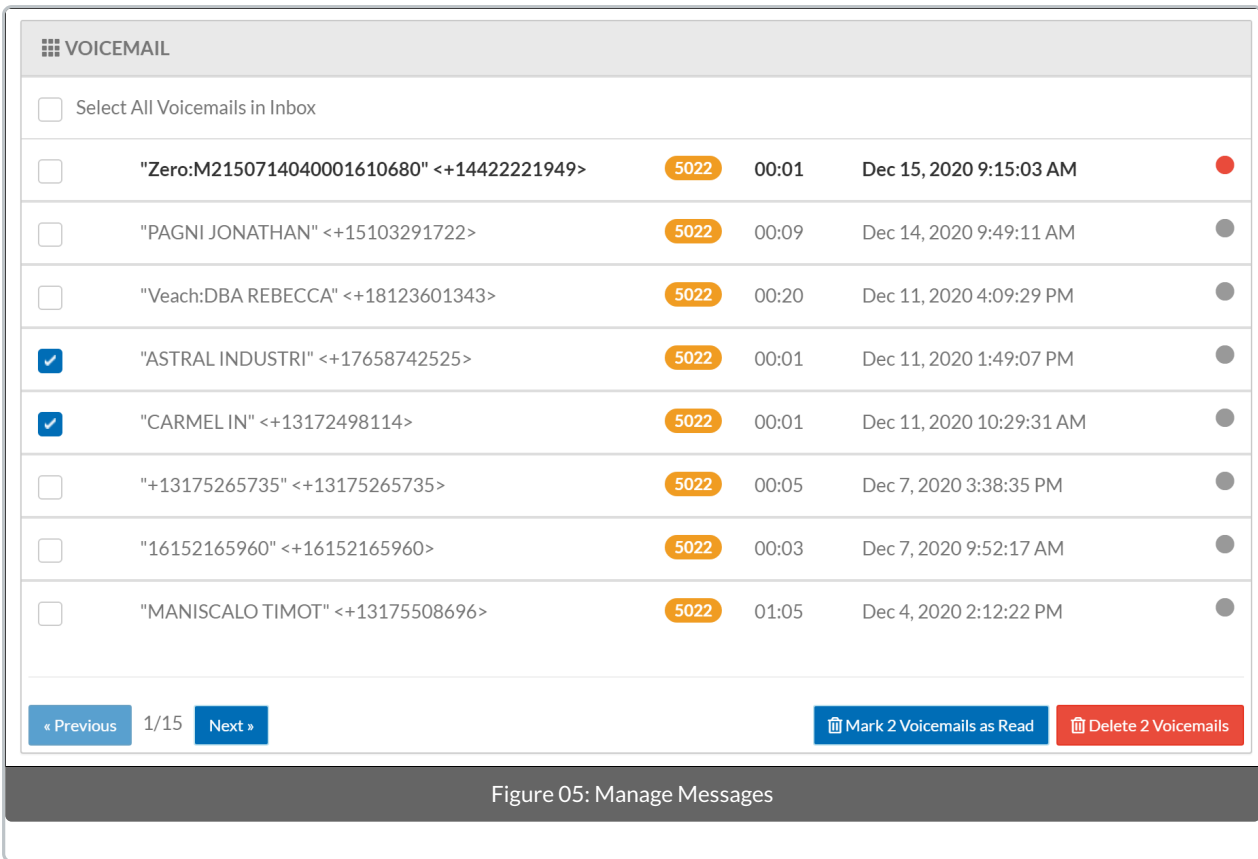 VOICEMAIL
Select All Voicemails in Inbox
"Zero:M2150714040001610680" <+14422221949> 5022 00:01 Dec 15, 2020 9:15:03 AM
"PAGNI JONATHAN" <+15103291722> 5022 00:09 Dec 14, 2020 9:49:11 AM
"Veach:DBA REBECCA" <+18123601343> 5022 00:20 Dec 11, 2020 4:09:29 PM
"ASTRAL INDUSTRI" <+17658742525> 5022 00:01 Dec 11, 2020 1:49:07 PM
"CARMEL IN" <+13172498114> 5022 00:01 Dec 11, 2020 10:29:31 AM
"+13175265735" <+13175265735> 5022 00:05 Dec 7, 2020 3:38:35 PM
"16152165960" <+16152165960> 5022 00:03 Dec 7, 2020 9:52:17 AM
"MANISCALO TIMOT" <+13175508696> 5022 01:05 Dec 4, 2020 2:12:22 PM
« Previous 1/15 Next » Mark 2 Voicemails as Read Delete 2 Voicemails
Figure 05: Manage Messages